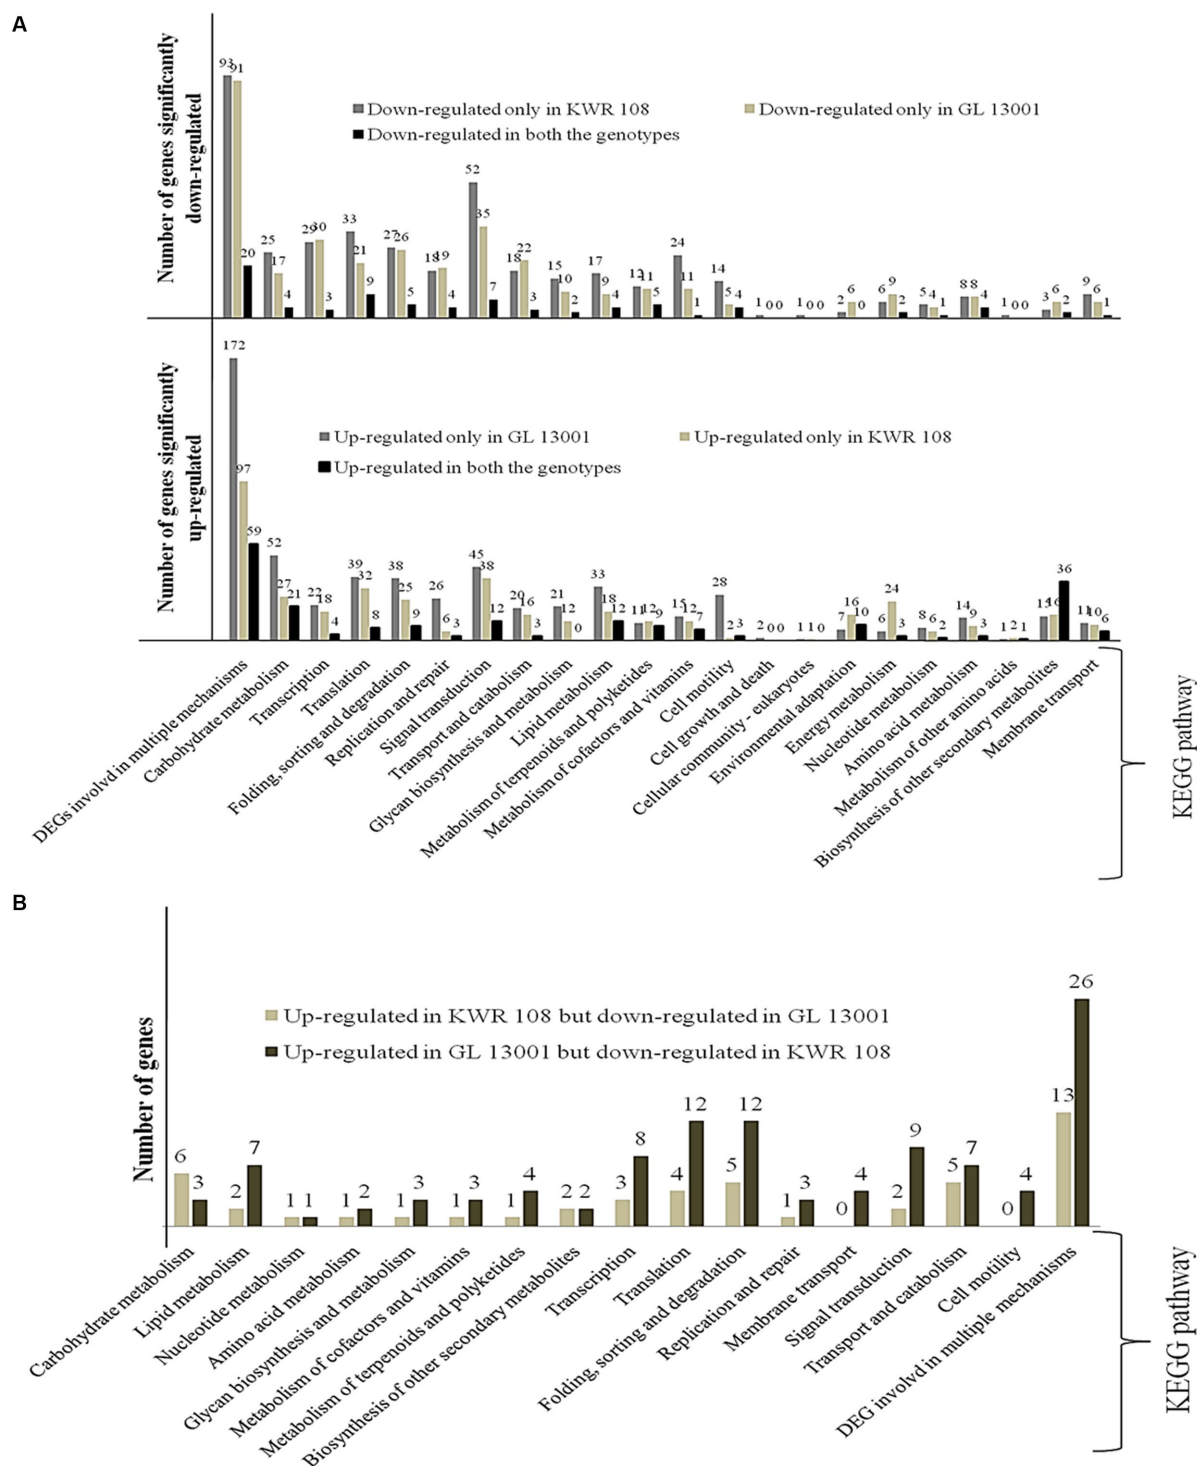 A
Number of genes significantly
down-regulated
Down-regulated only in KWR 108
Down-regulated only in GL 13001
Down-regulated in both the genotypes
93 91 20 25 17 4 29 30 3 33 21 9 27 26 5 18 19 4 52 35 7 18 22 3 15 10 2 17 9 4 12 11 5 24 11 1 14 5 4 1 0 0 1 0 0 2 6 0 6 9 2 5 4 1 8 8 4 1 0 0 3 6 2 9 6 1
Number of genes significantly
up-regulated
Up-regulated only in GL 13001
Up-regulated only in KWR 108
Up-regulated in both the genotypes
172 97 59 52 27 21 22 18 4 39 32 8 38 25 9 26 6 3 45 38 12 20 16 3 21 12 0 33 18 12 11 12 9 15 12 7 28 2 3 2 0 0 1 1 0 7 16 10 6 24 3 8 6 2 14 9 3 1 2 1 15 16 36 11 10 6
DEGs involvd in multiple mechanisms
Carbohydrate metabolism
Transcription
Translation
Folding, sorting and degradation
Replication and repair
Signal transduction
Transport and catabolism
Glycan biosynthesis and metabolism
Lipid metabolism
Metabolism of terpenoids and polyketides
Metabolism of cofactors and vitamins
Cell motility
Cell growth and death
Cellular community - eukaryotes
Environmental adaptation
Energy metabolism
Nucleotide metabolism
Amino acid metabolism
Metabolism of other amino acids
Biosynthesis of other secondary metabolites
Membrane transport
KEGG pathway
B
Number of genes
Up-regulated in KWR 108 but down-regulated in GL 13001
Up-regulated in GL 13001 but down-regulated in KWR 108
6 3 2 7 1 1 1 2 1 3 1 3 1 4 2 2 3 8 4 12 5 12 1 3 0 4 2 9 5 7 0 4 13 26
Carbohydrate metabolism
Lipid metabolism
Nucleotide metabolism
Amino acid metabolism
Glycan biosynthesis and metabolism
Metabolism of cofactors and vitamins
Metabolism of terpenoids and polyketides
Biosynthesis of other secondary metabolites
Transcription
Translation
Folding, sorting and degradation
Replication and repair
Membrane transport
Signal transduction
Transport and catabolism
Cell motility
DEG involvd in multiple mechanisms
KEGG pathway